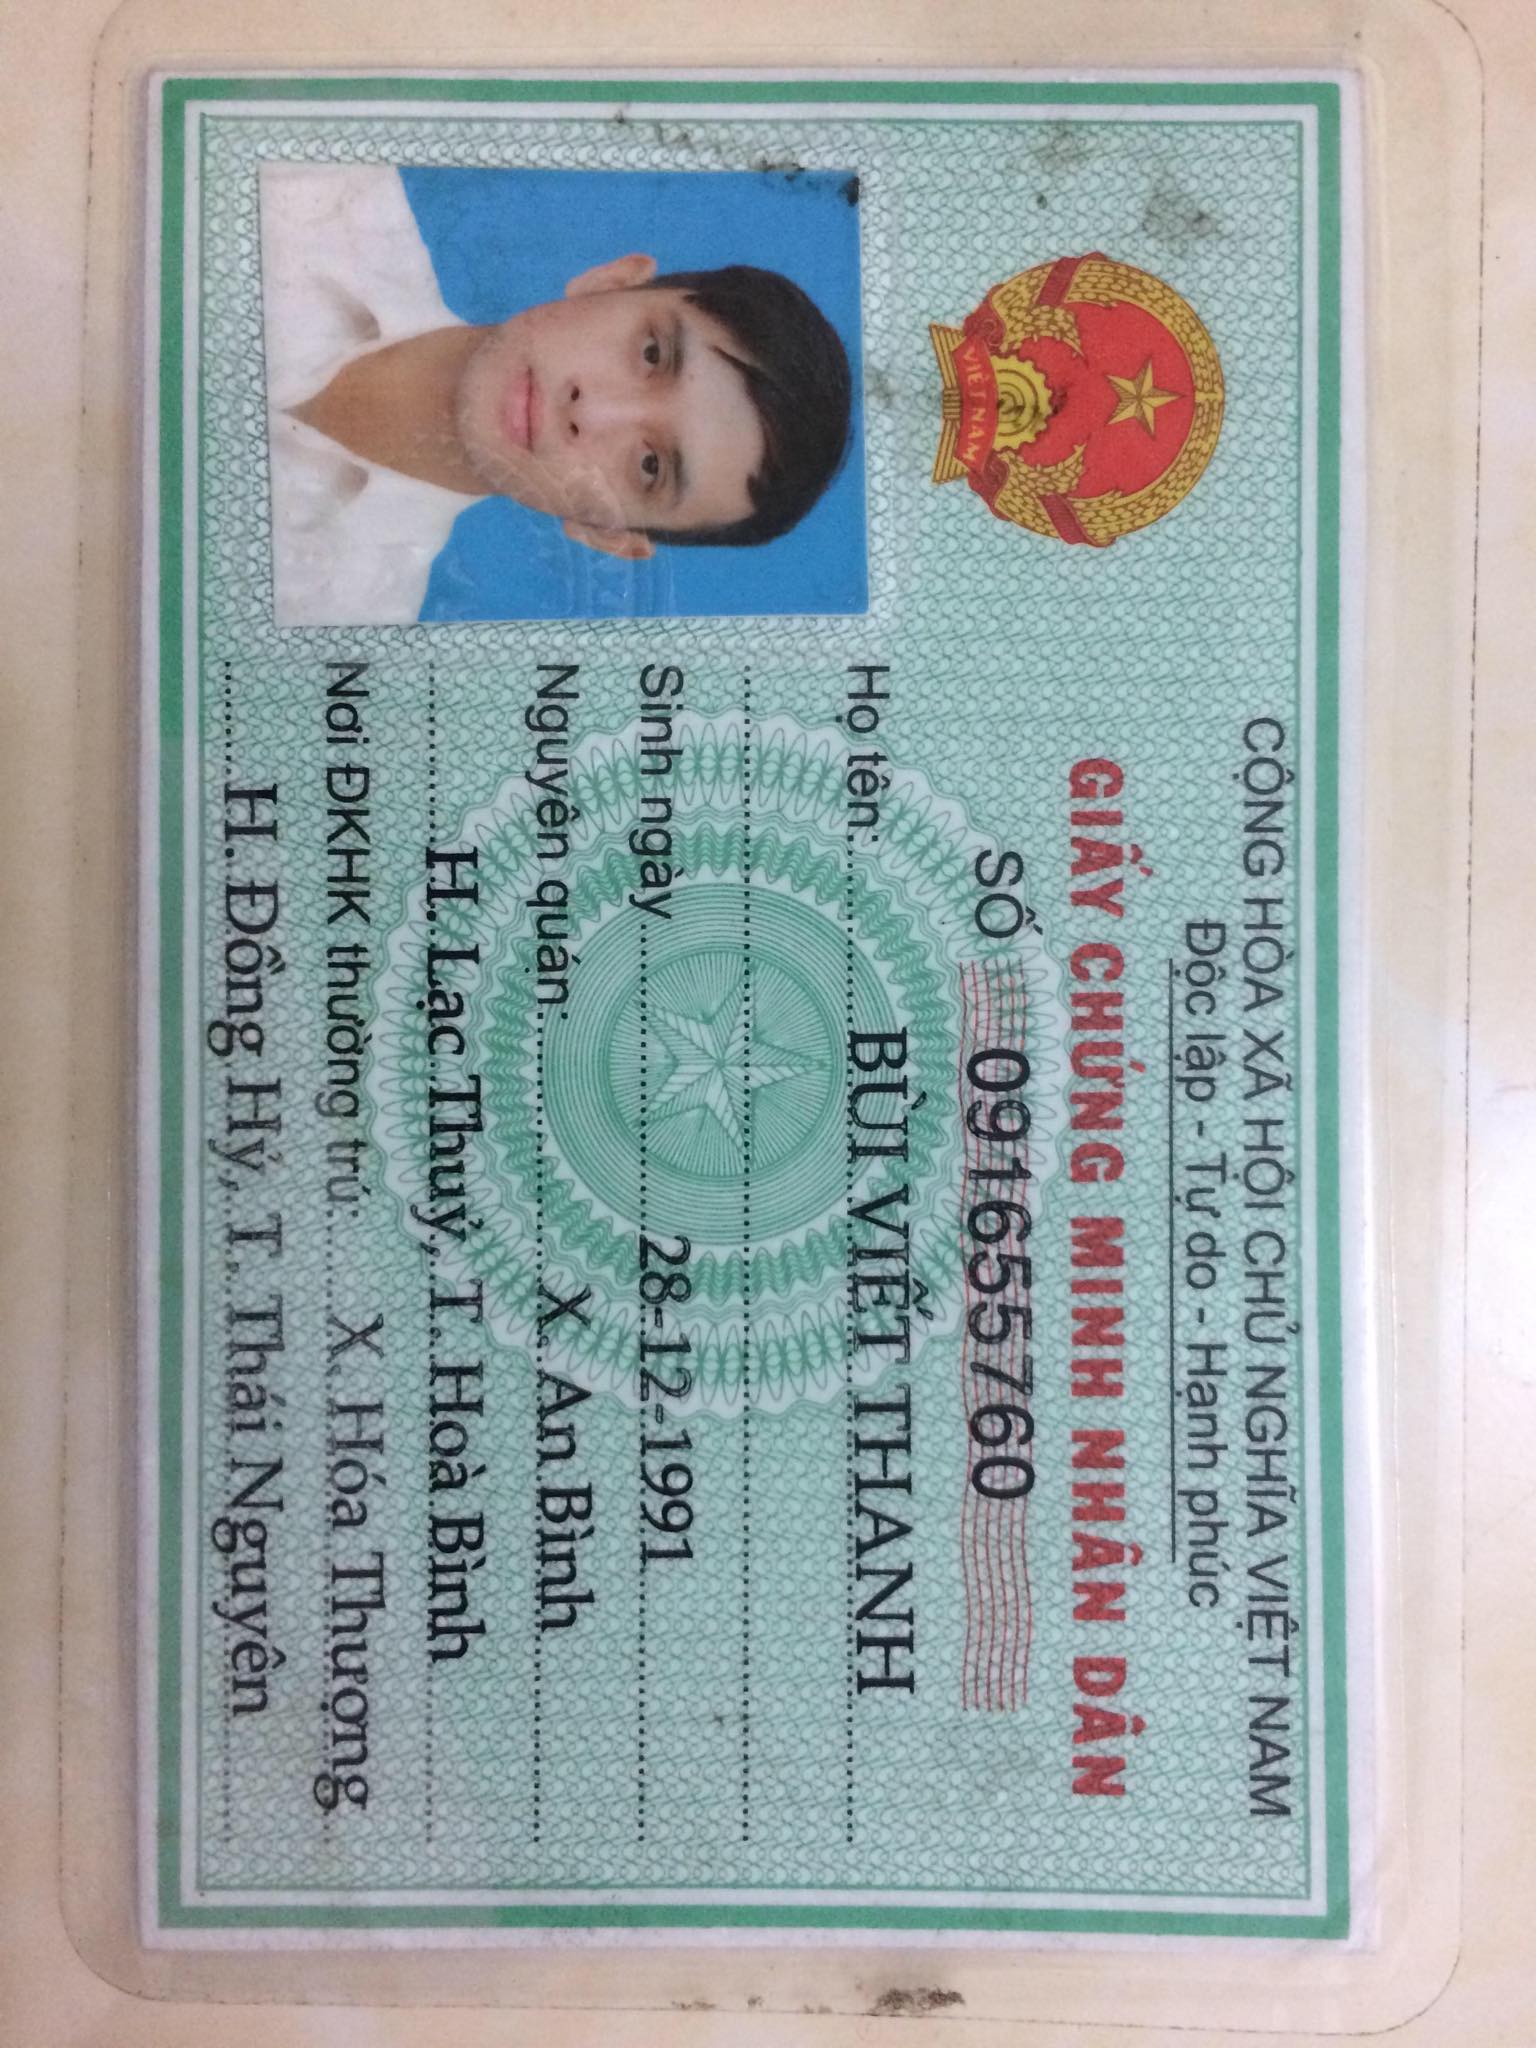 CỘNG HÒA XÃ HỘI CHỦ NGHĨA VIỆT NAM
Độc lập - Tự do - Hạnh phúc
GIẤY CHỨNG MINH NHÂN DÂN
SỐ 091655760
VIỆT NAM
Họ tên: BÙI VIẾT THANH
Sinh ngày 28-12-1991
Nguyên quán: X. An Bình
H. Lạc Thuỷ, T. Hoà Bình
Nơi ĐKHK thường trú: X. Hóa Thượng
H. Đồng Hỷ, T. Thái Nguyên